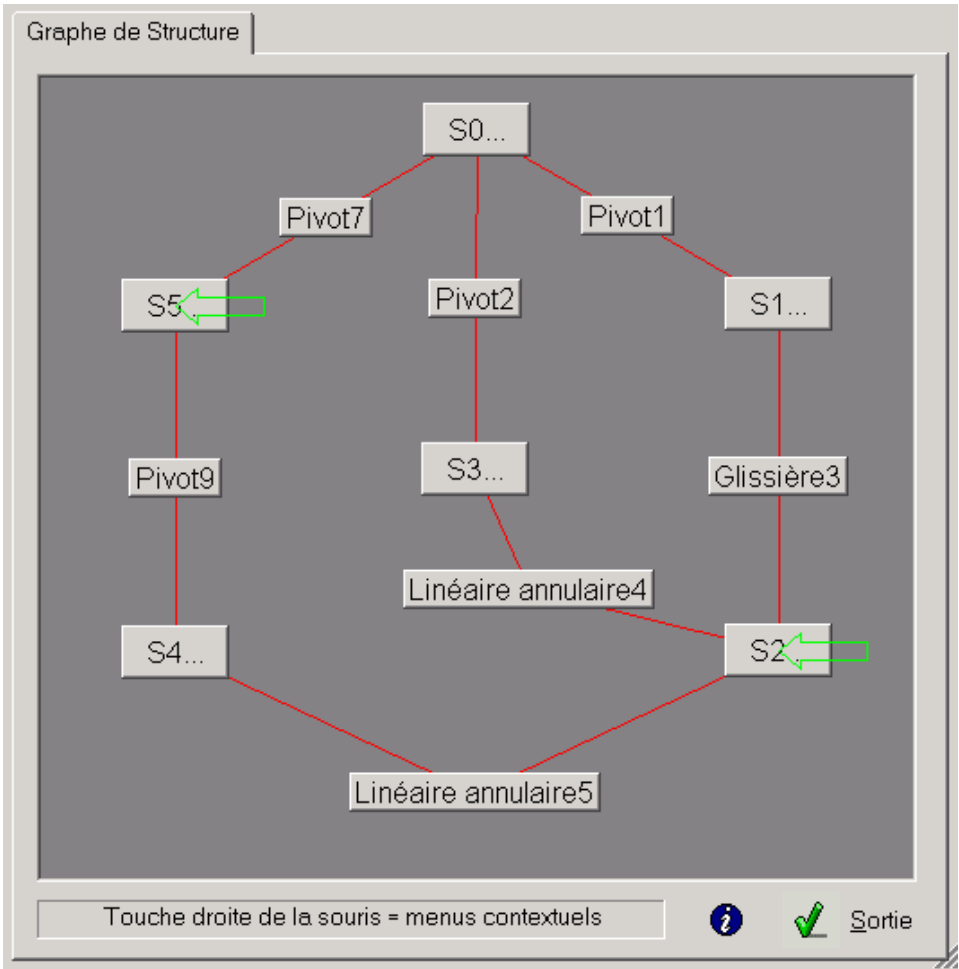 Graphe de Structure
S0...
Pivot7
Pivot1
S5..
Pivot2
S1...
Pivot9
S3...
Glissière3
Linéaire annulaire4
S4...
S2..
Linéaire annulaire5
Touche droite de la souris = menus contextuels
Sortie